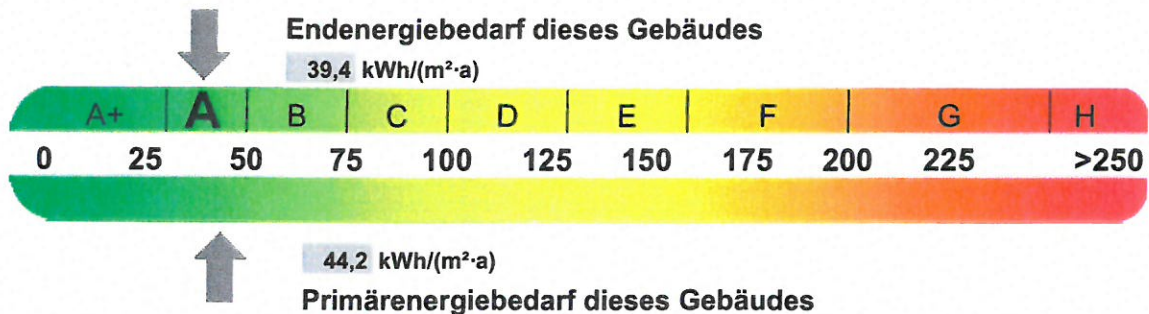 Endenergiebedarf dieses Gebäudes
39,4 kWh/(m²·a)
A+ A B C D E F G H
0 25 50 75 100 125 150 175 200 225 >250
44,2 kWh/(m²·a)
Primärenergiebedarf dieses Gebäudes